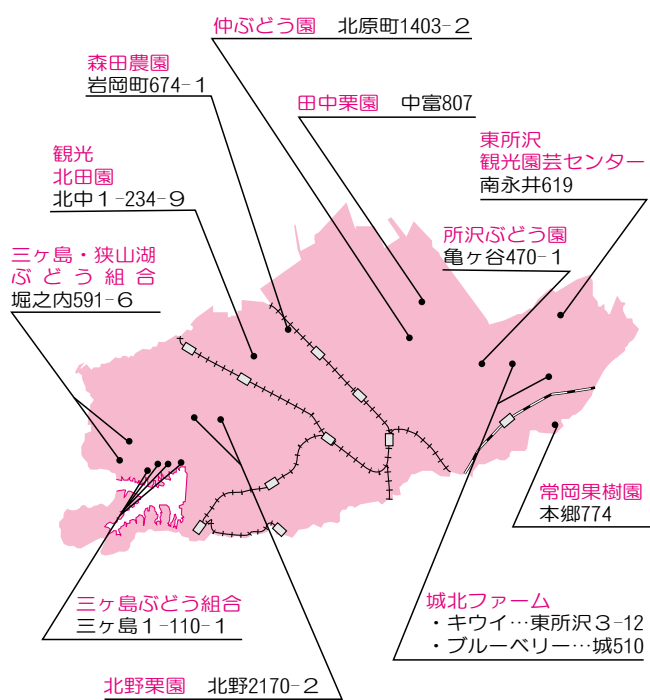 仲ぶどう園 北原町1403-2
森田農園
岩岡町674-1
田中栗園 中富807
観光
北田園
北中1-234-9
東所沢
観光園芸センター
南永井619
所沢ぶどう園
亀ヶ谷470-1
三ヶ島・狭山湖
ぶどう組合
堀之内591-6
常岡果樹園
本郷774
三ヶ島ぶどう組合
三ヶ島1-110-1
城北ファーム
・キウイ…東所沢3-12
・ブルーベリー…城510
北野栗園 北野2170-2